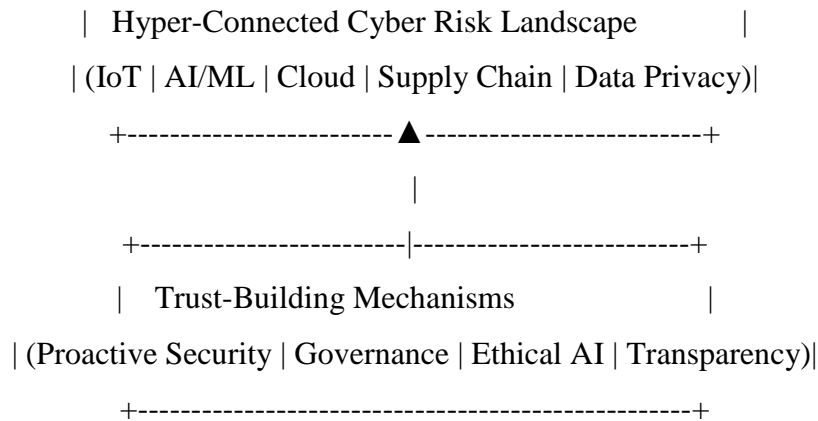 | Hyper-Connected Cyber Risk Landscape |
| (IoT | AI/ML | Cloud | Supply Chain | Data Privacy)|
+-------------------------▲--------------------------+
|
+--------------------------|--------------------------+
| Trust-Building Mechanisms |
| (Proactive Security | Governance | Ethical AI | Transparency)|
+-----------------------------------------------------+